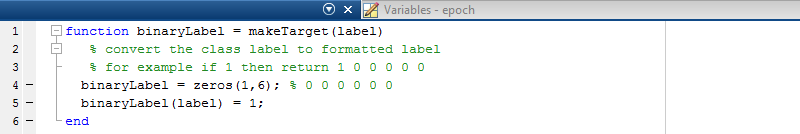 Variables - epoch
1 function binaryLabel = makeTarget(label)
2 % convert the class label to formatted label
3 % for example if 1 then return 1 0 0 0 0 0
4 - binaryLabel = zeros(1,6); % 0 0 0 0 0 0
5 - binaryLabel(label) = 1;
6 - end